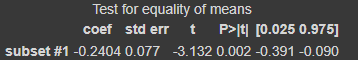 Test for equality of means
coef std err t P>|t| [0.025 0.975]
subset #1 -0.2404 0.077 -3.132 0.002 -0.391 -0.090